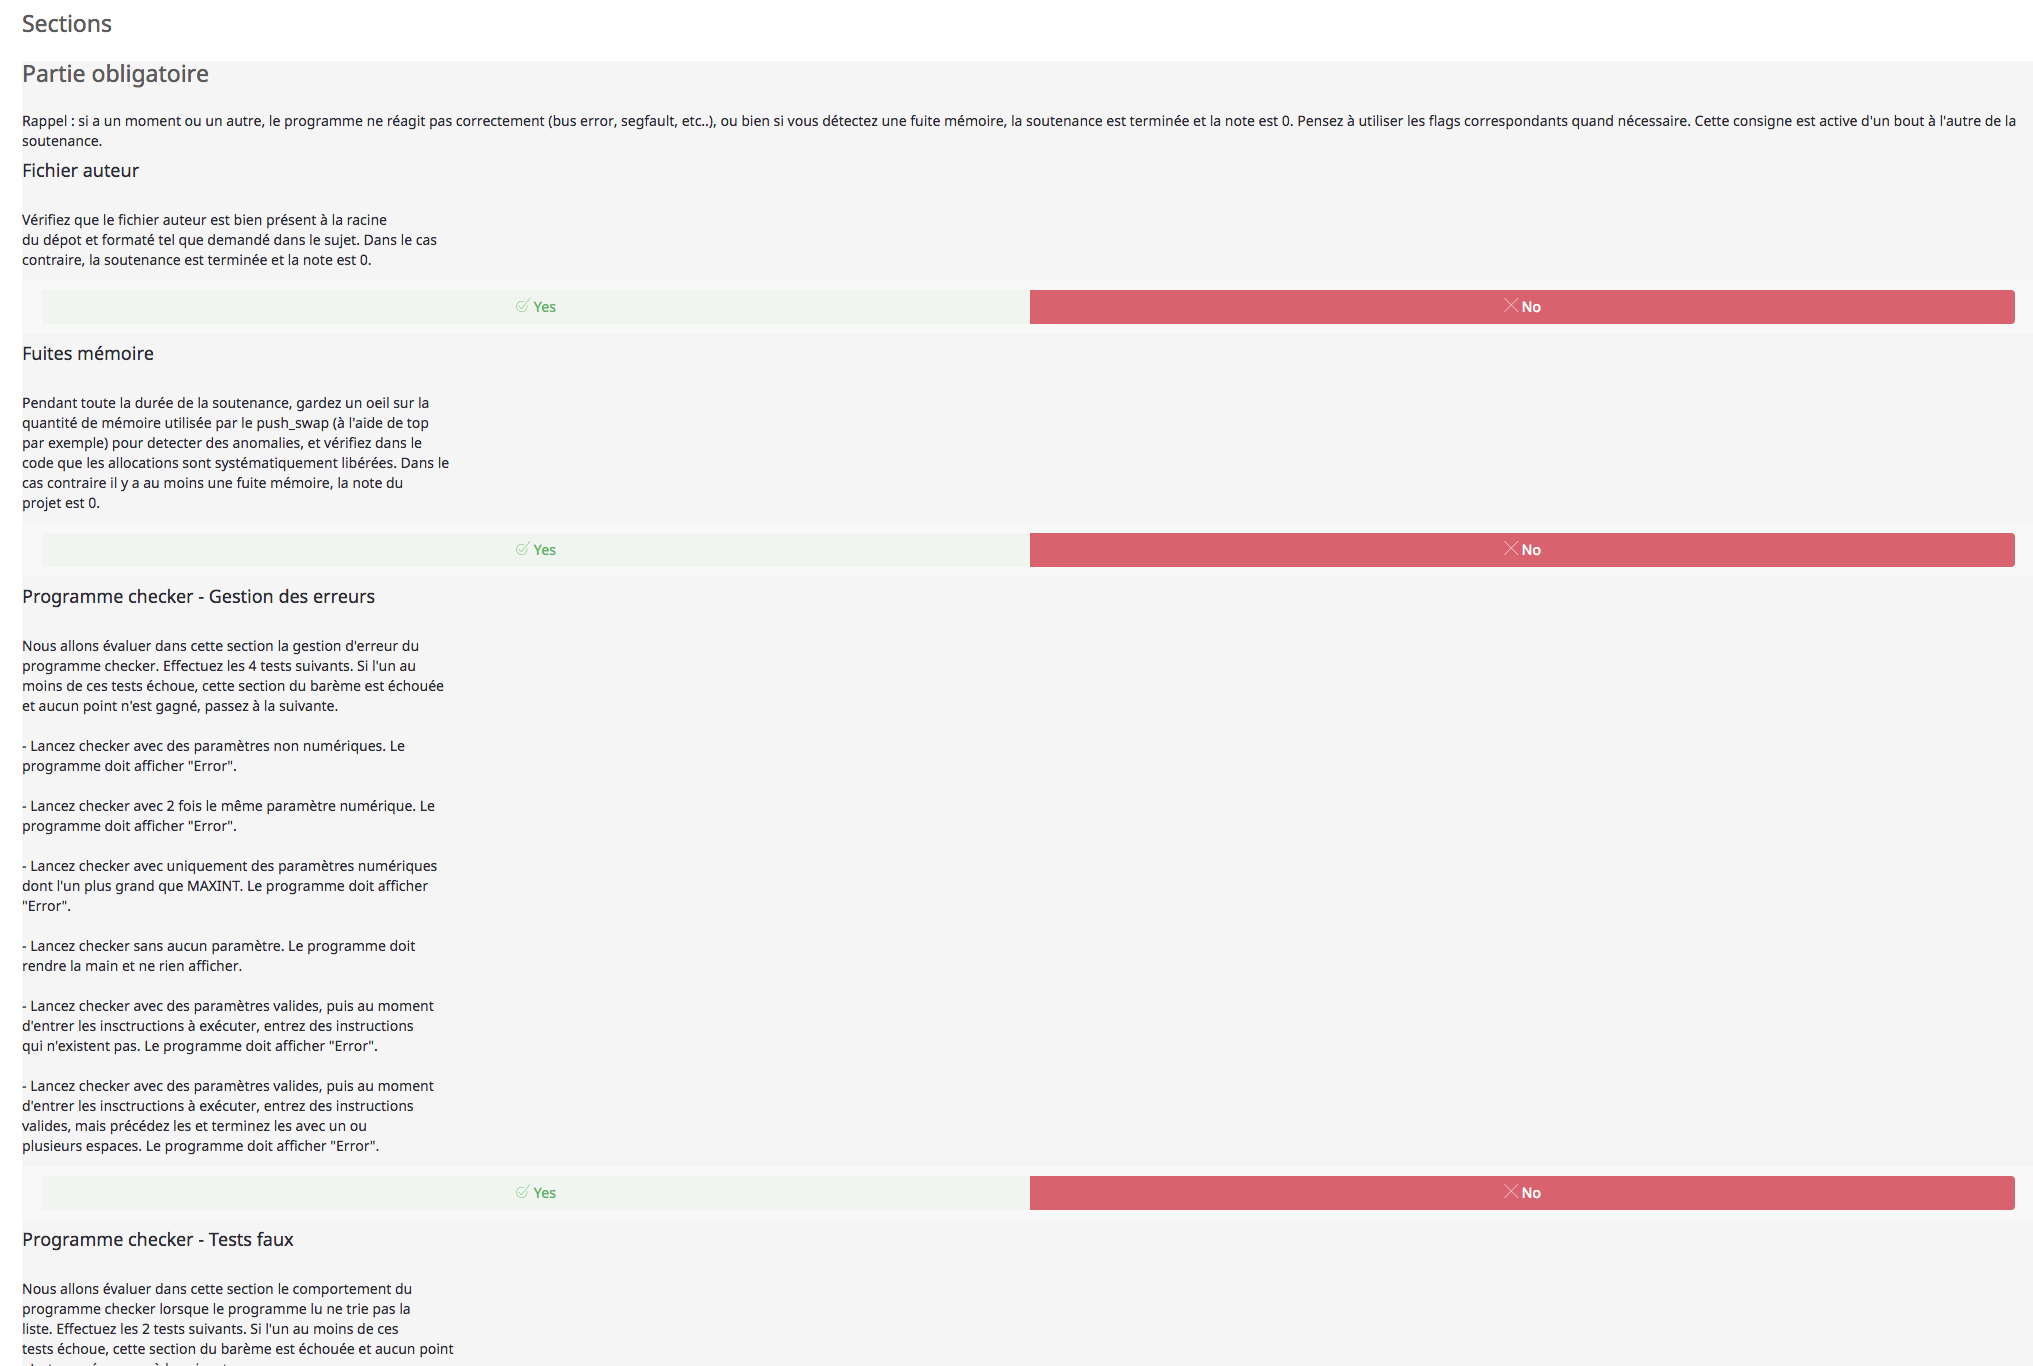 Sections
Partie obligatoire
Rappel : si a un moment ou un autre, le programme ne réagit pas correctement (bus error, segfault, etc..), ou bien si vous détectez une fuite mémoire, la soutenance est terminée et la note est 0. Pensez à utiliser les flags correspondants quand nécessaire. Cette consigne est active d'un bout à l'autre de la
soutenance.
Fichier auteur
Vérifiez que le fichier auteur est bien présent à la racine
du dépot et formaté tel que demandé dans le sujet. Dans le cas
contraire, la soutenance est terminée et la note est 0.
Yes No
Fuites mémoire
Pendant toute la durée de la soutenance, gardez un oeil sur la
quantité de mémoire utilisée par le push_swap (à l'aide de top
par exemple) pour detecter des anomalies, et vérifiez dans le
code que les allocations sont systématiquement libérées. Dans le
cas contraire il y a au moins une fuite mémoire, la note du
projet est 0.
Yes No
Programme checker - Gestion des erreurs
Nous allons évaluer dans cette section la gestion d'erreur du
programme checker. Effectuez les 4 tests suivants. Si l'un au
moins de ces tests échoue, cette section du barème est échouée
et aucun point n'est gagné, passez à la suivante.
- Lancez checker avec des paramètres non numériques. Le
programme doit afficher "Error".
- Lancez checker avec 2 fois le même paramètre numérique. Le
programme doit afficher "Error".
- Lancez checker avec uniquement des paramètres numériques
dont l'un plus grand que MAXINT. Le programme doit afficher
"Error".
- Lancez checker sans aucun paramètre. Le programme doit
rendre la main et ne rien afficher.
- Lancez checker avec des paramètres valides, puis au moment
d'entrer les insctructions à exécuter, entrez des instructions
qui n'existent pas. Le programme doit afficher "Error".
- Lancez checker avec des paramètres valides, puis au moment
d'entrer les insctructions à exécuter, entrez des instructions
valides, mais précédez les et terminez les avec un ou
plusieurs espaces. Le programme doit afficher "Error".
Yes No
Programme checker - Tests faux
Nous allons évaluer dans cette section le comportement du
programme checker lorsque le programme lu ne trie pas la
liste. Effectuez les 2 tests suivants. Si l'un au moins de ces
tests échoue, cette section du barème est échouée et aucun point